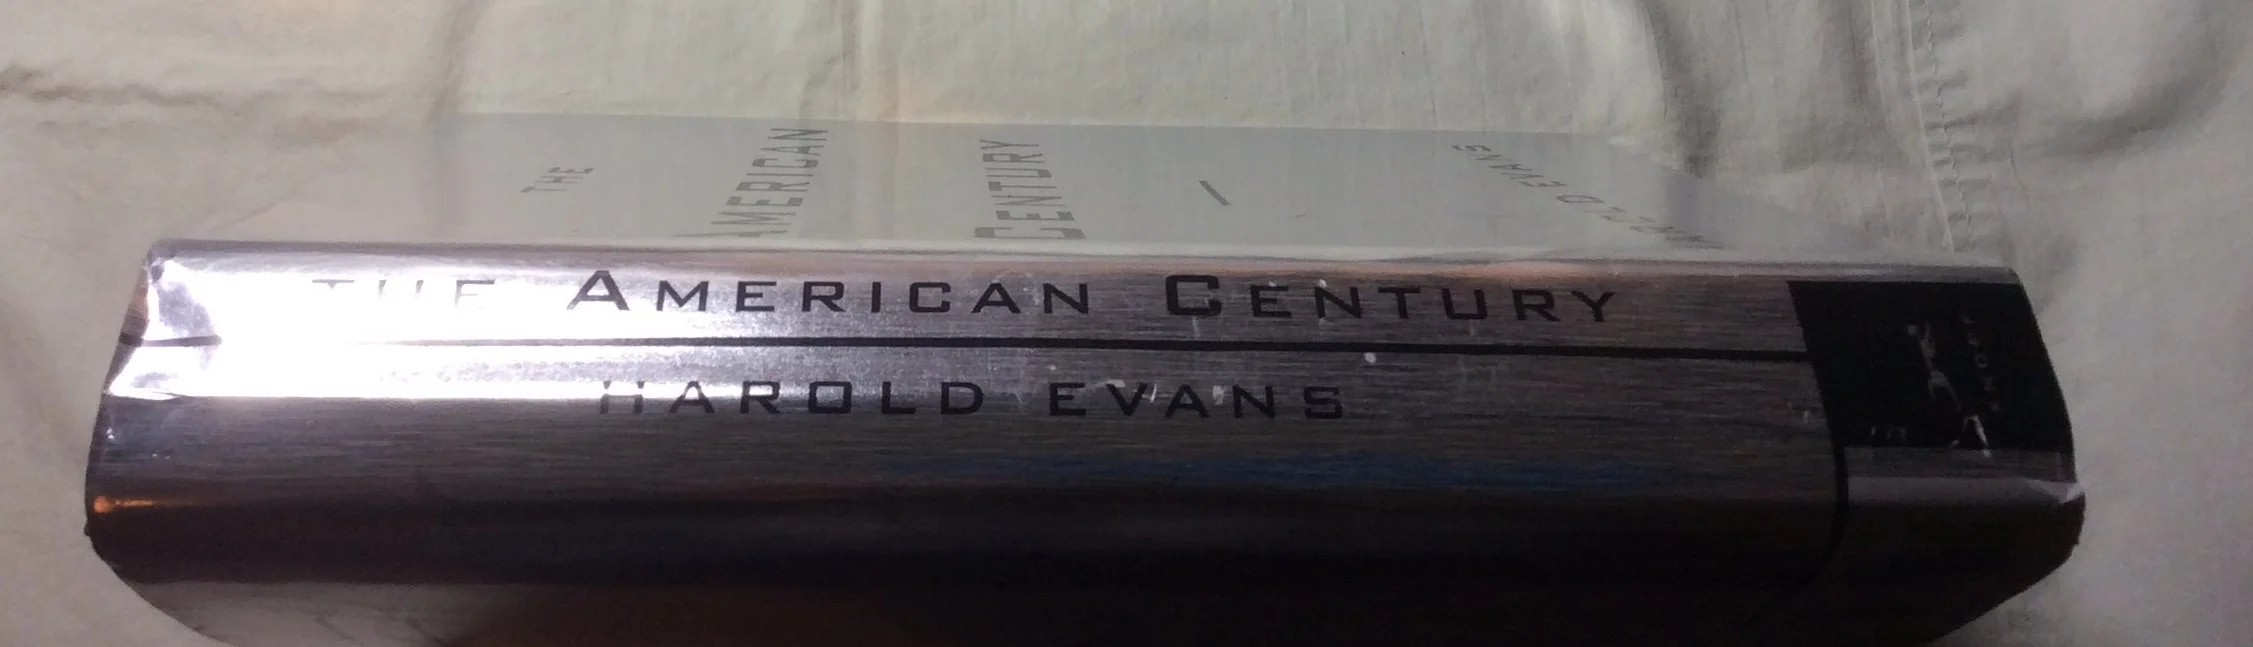 THE
AMERICAN
CENTURY
HAROLD EVANS
THE AMERICAN CENTURY
HAROLD EVANS